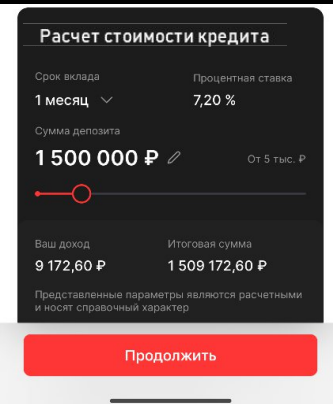 Расчет стоимости кредита
Срок вклада
Процентная ставка
1 месяц
7,20 %
Сумма депозита
1 500 000 ₽
От 5 тыс. ₽
Ваш доход
Итоговая сумма
9 172,60 ₽
1 509 172,60 ₽
Представленные параметры являются расчетными
и носят справочный характер
Продолжить